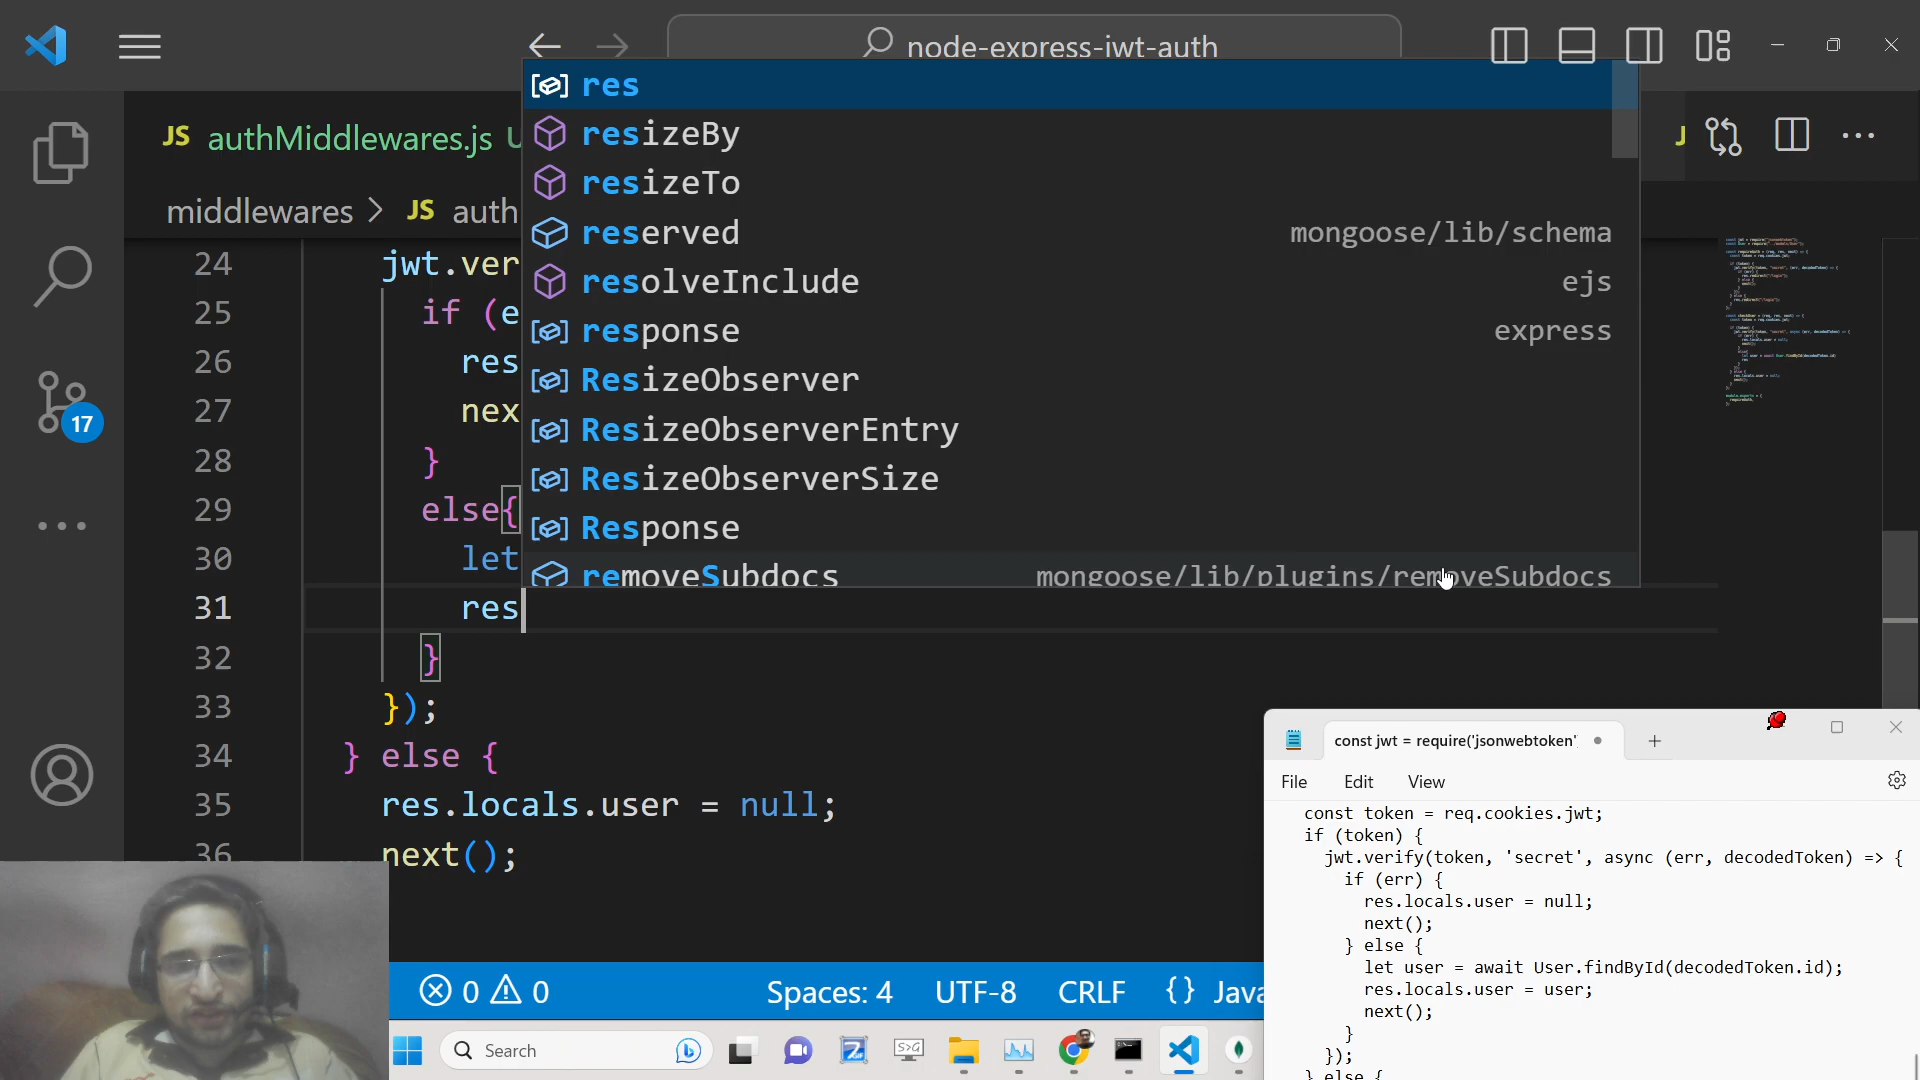 node-express-jwt-auth
JS authMiddlewares.js U
J
middlewares > JS auth
res
resizeBy
resizeTo
reserved mongoose/lib/schema
resolveInclude ejs
response express
ResizeObserver
ResizeObserverEntry
ResizeObserverSize
Response
removeSubdocs mongoose/lib/plugins/removeSubdocs
24 jwt.ver
25 if (e
26 res
27 nex
28 }
29 else{
30 let
31 res
32 }
33 });
34 } else {
35 res.locals.user = null;
36 next();
17
0 0 Spaces: 4 UTF-8 CRLF {} Java
Search
const jwt = require('jsonwebtoken'
File Edit View
const token = req.cookies.jwt;
if (token) {
jwt.verify(token, 'secret', async (err, decodedToken) => {
if (err) {
res.locals.user = null;
next();
} else {
let user = await User.findById(decodedToken.id);
res.locals.user = user;
next();
}
});
} else {